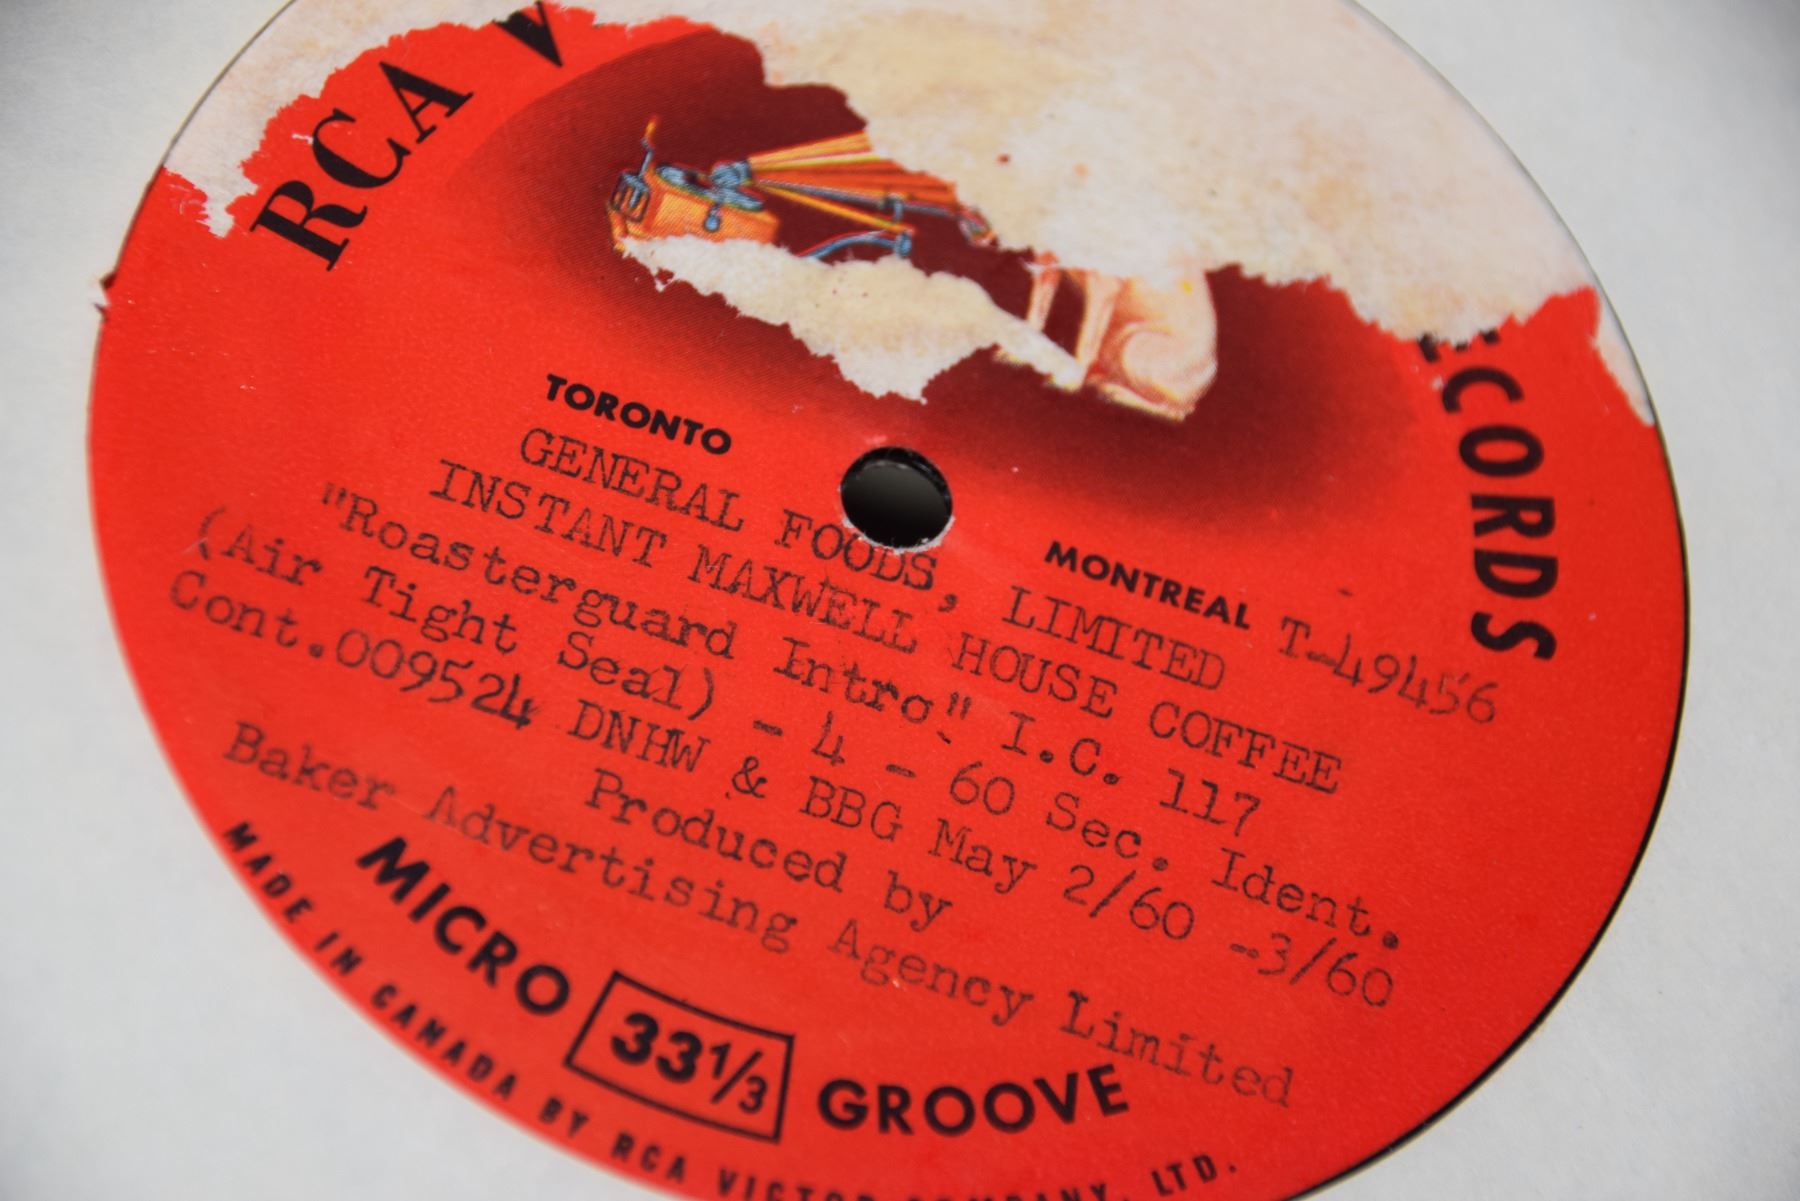 RCA V
ECORDS
TORONTO
MONTREAL T-49456
GENERAL FOODS, LIMITED
INSTANT MAXWELL HOUSE COFFEE
"Roasterguard Intro" I.C. 117
(Air Tight Seal) - 4 - 60 Sec. Ident.
Cont.009524 DNHW & BBG May 2/60 -3/60
Produced by
Baker Advertising Agency Limited
MICRO 33 1/3 GROOVE
MADE IN CANADA BY RCA VICTOR COMPANY, LTD.